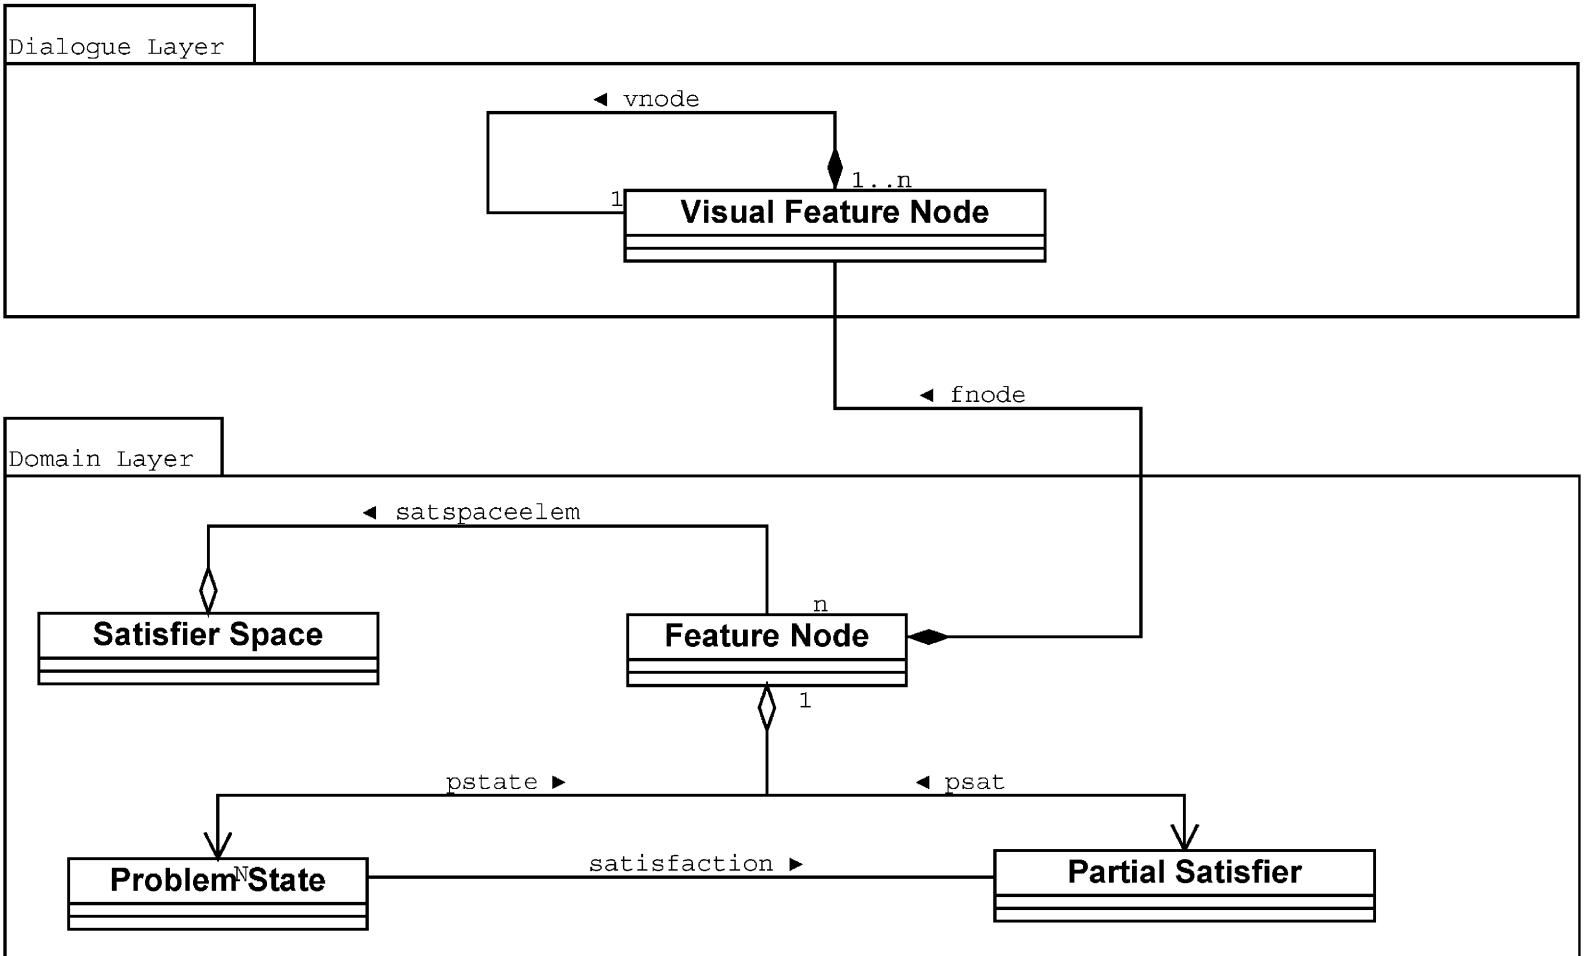 Dialogue Layer
◄ vnode
1..n
1
Visual Feature Node
◄ fnode
Domain Layer
◄ satspaceelem
n
Satisfier Space
Feature Node
1
pstate ►
◄ psat
satisfaction ►
Partial Satisfier
N
Problem State